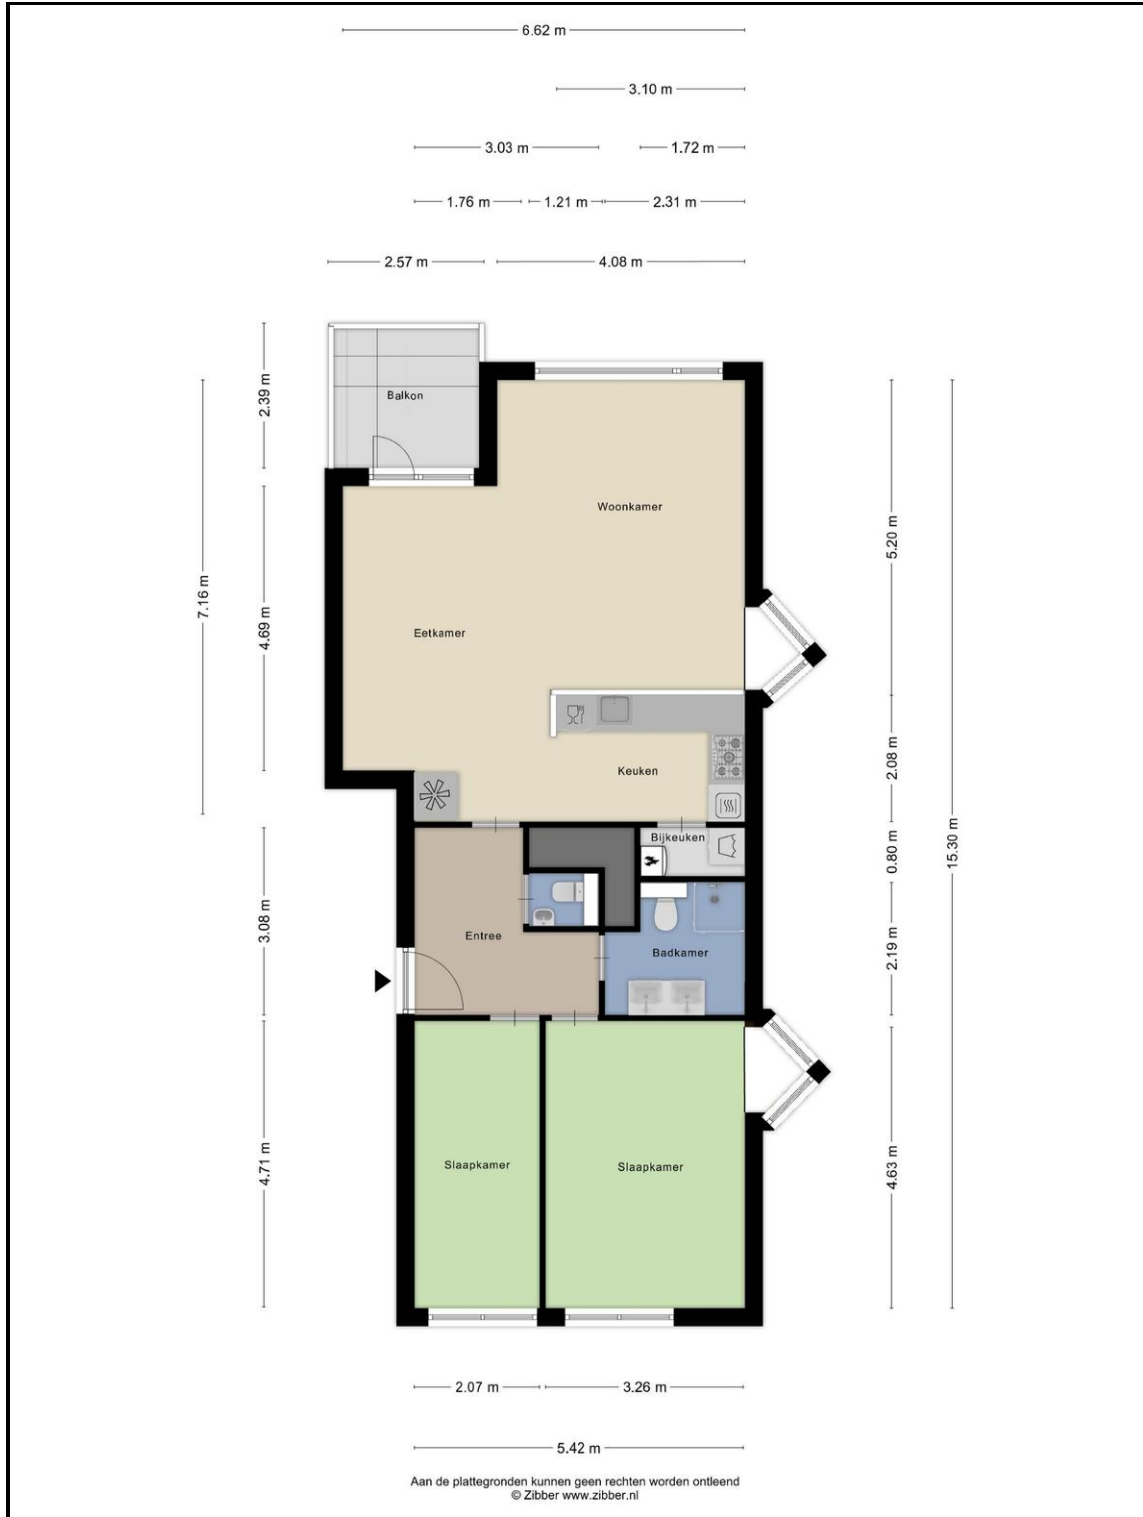 6.62 m
3.10 m
3.03 m
1.72 m
1.76 m
1.21 m
2.31 m
2.57 m
4.08 m
2.39 m
Balkon
7.16 m
4.69 m
Woonkamer
5.20 m
Eetkamer
Keuken
2.08 m
Bijkeuken
0.80 m
15.30 m
3.08 m
Entree
Badkamer
2.19 m
4.71 m
Slaapkamer
Slaapkamer
4.63 m
2.07 m
3.26 m
5.42 m
Aan de plattegronden kunnen geen rechten worden ontleend
© Zibber www.zibber.nl